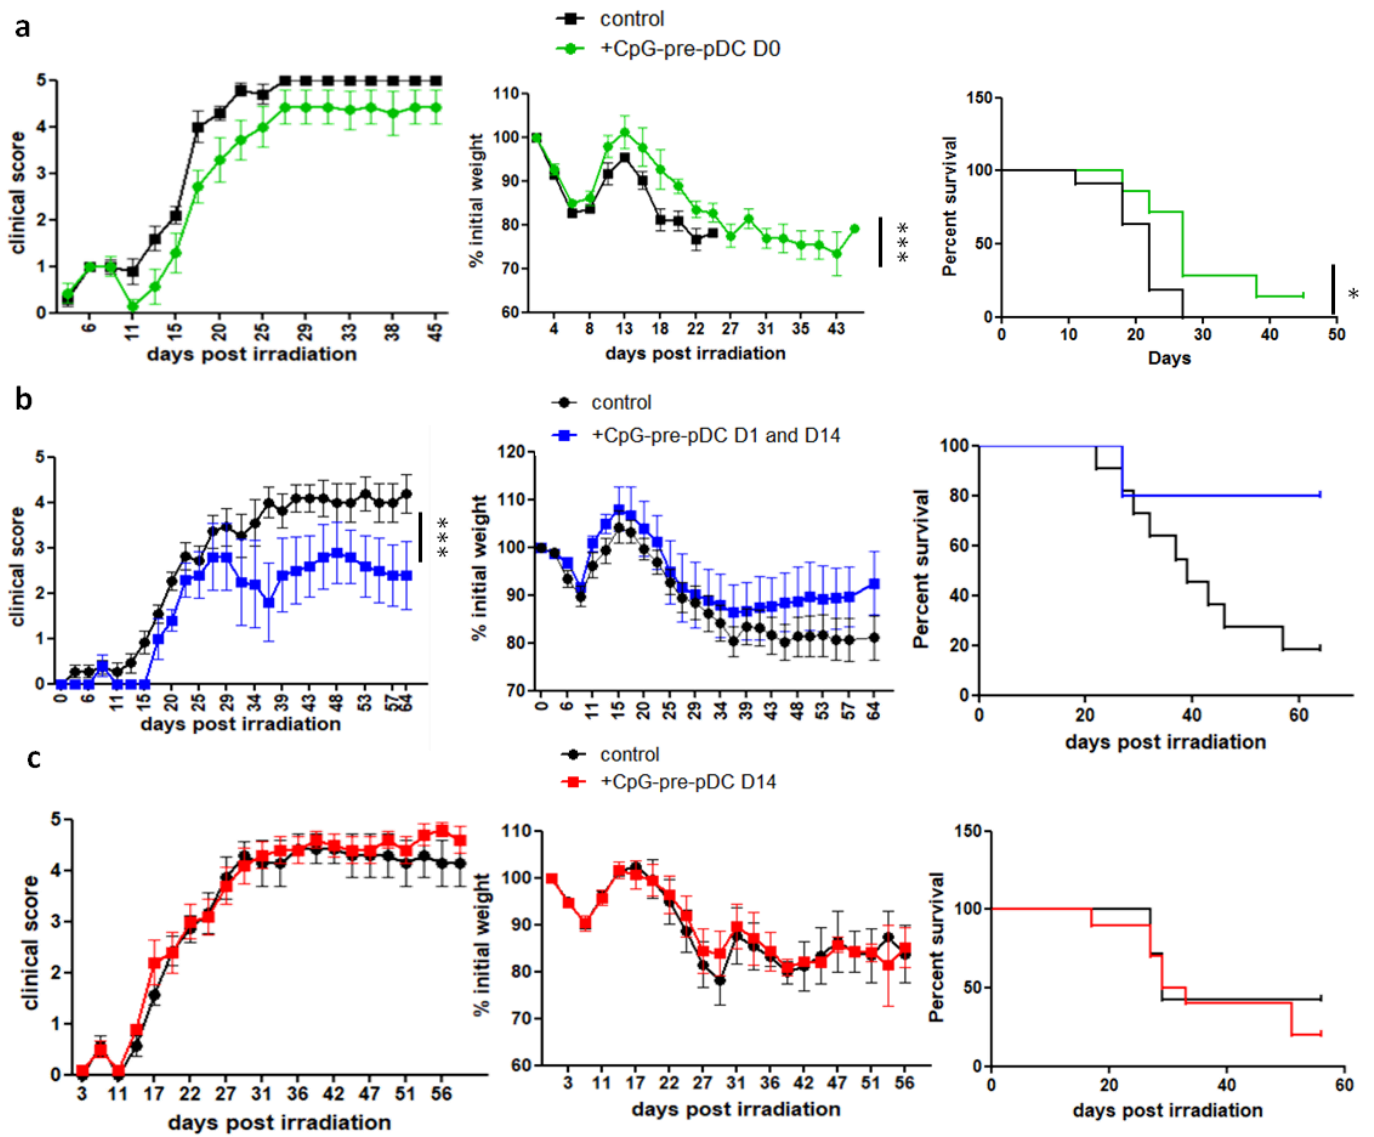 a
control
+CpG-pre-pDC D0
clinical score
5
4
3
2
1
0
6 11 15 20 25 29 33 38 45
days post irradiation
% initial weight
110
100
90
80
70
60
4 8 13 18 22 27 31 35 43
days post irradiation
***
Percent survival
150
100
50
0
0 10 20 30 40 50
Days
*
b
control
+CpG-pre-pDC D1 and D14
clinical score
5
4
3
2
1
0
0 6 11 15 20 25 29 34 39 43 48 53 57 64
days post irradiation
***
% initial weight
120
110
100
90
80
70
0 6 11 15 20 25 29 34 39 43 48 53 57 64
days post irradiation
Percent survival
100
80
60
40
20
0
0 20 40 60
days post irradiation
c
control
+CpG-pre-pDC D14
clinical score
5
4
3
2
1
0
3 11 17 22 27 31 36 42 47 51 56
days post irradiation
% initial weight
110
100
90
80
70
60
3 11 17 22 27 31 36 42 47 51 56
days post irradiation
Percent survival
150
100
50
0
0 20 40 60
days post irradiation